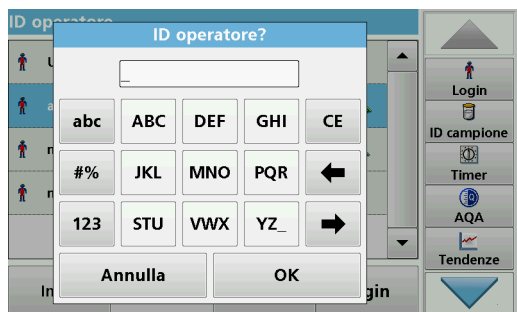 ID operatore
ID operatore?
_
abc ABC DEF GHI CE
#% JKL MNO PQR
123 STU VWX YZ_
Annulla OK
Login
ID campione
Timer
AQA
Tendenze